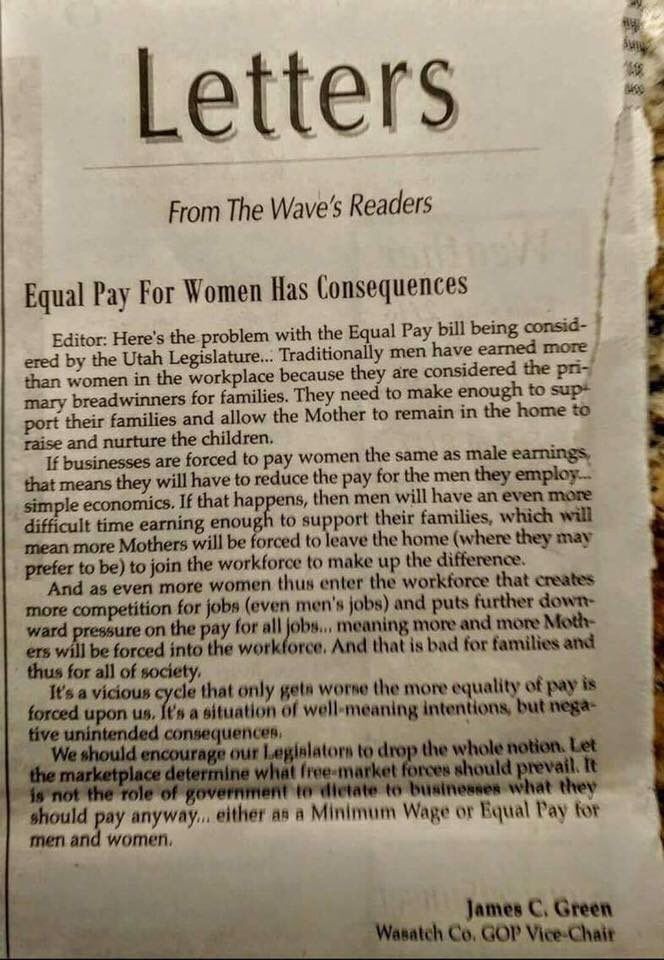 Letters
From The Wave's Readers
Equal Pay For Women Has Consequences
Editor: Here's the problem with the Equal Pay bill being consid-
ered by the Utah Legislature... Traditionally men have earned more
than women in the workplace because they are considered the pri-
mary breadwinners for families. They need to make enough to sup-
port their families and allow the Mother to remain in the home to
raise and nurture the children.
If businesses are forced to pay women the same as male earnings,
that means they will have to reduce the pay for the men they employ...
simple economics. If that happens, then men will have an even more
difficult time earning enough to support their families, which will
mean more Mothers will be forced to leave the home (where they may
prefer to be) to join the workforce to make up the difference.
And as even more women thus enter the workforce that creates
more competition for jobs (even men's jobs) and puts further down-
ward pressure on the pay for all jobs... meaning more and more Moth-
ers will be forced into the workforce. And that is bad for families and
thus for all of society.
It's a vicious cycle that only gets worse the more equality of pay is
forced upon us. It's a situation of well-meaning intentions, but nega-
tive unintended consequences.
We should encourage our Legislators to drop the whole notion. Let
the marketplace determine what free-market forces should prevail. It
is not the role of government to dictate to businesses what they
should pay anyway... either as a Minimum Wage or Equal Pay for
men and women.
James C. Green
Wasatch Co. GOP Vice-Chair